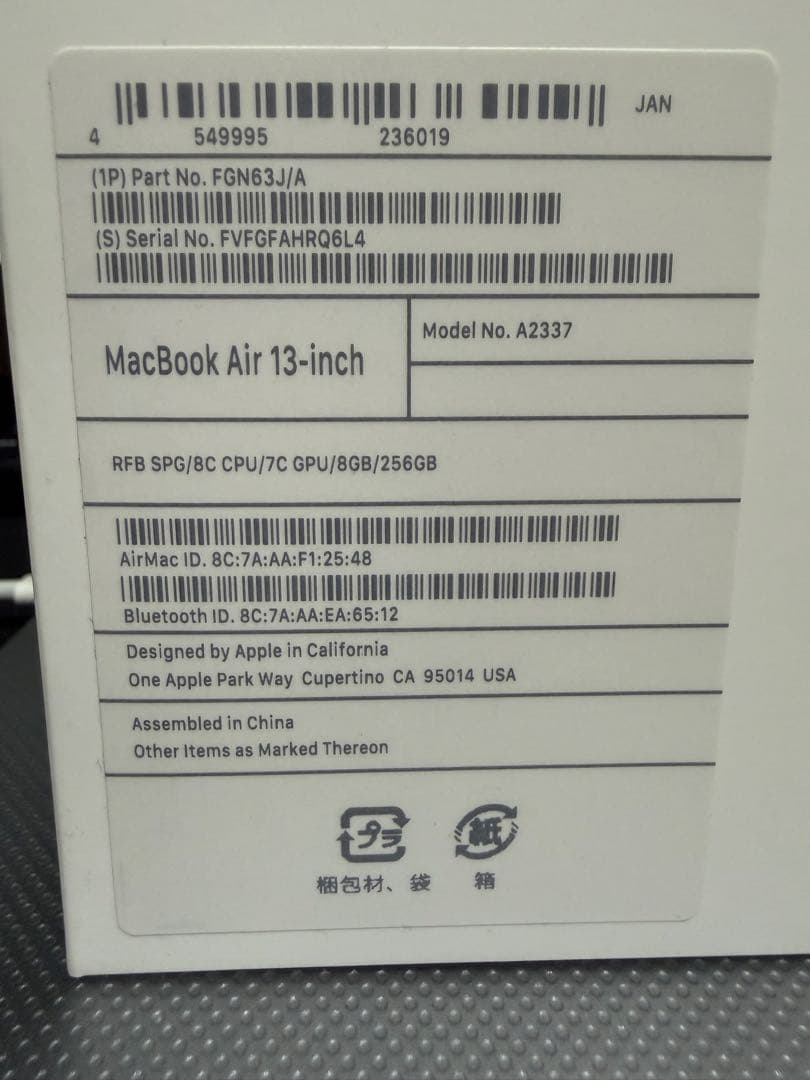 JAN
4 549995 236019
(1P) Part No. FGN63J/A
(S) Serial No. FVFGFAHRQ6L4
MacBook Air 13-inch
Model No. A2337
RFB SPG/8C CPU/7C GPU/8GB/256GB
AirMac ID. 8C:7A:AA:F1:25:48
Bluetooth ID. 8C:7A:AA:EA:65:12
Designed by Apple in California
One Apple Park Way Cupertino CA 95014 USA
Assembled in China
Other Items as Marked Thereon
プラ 紙
梱包材、袋 箱